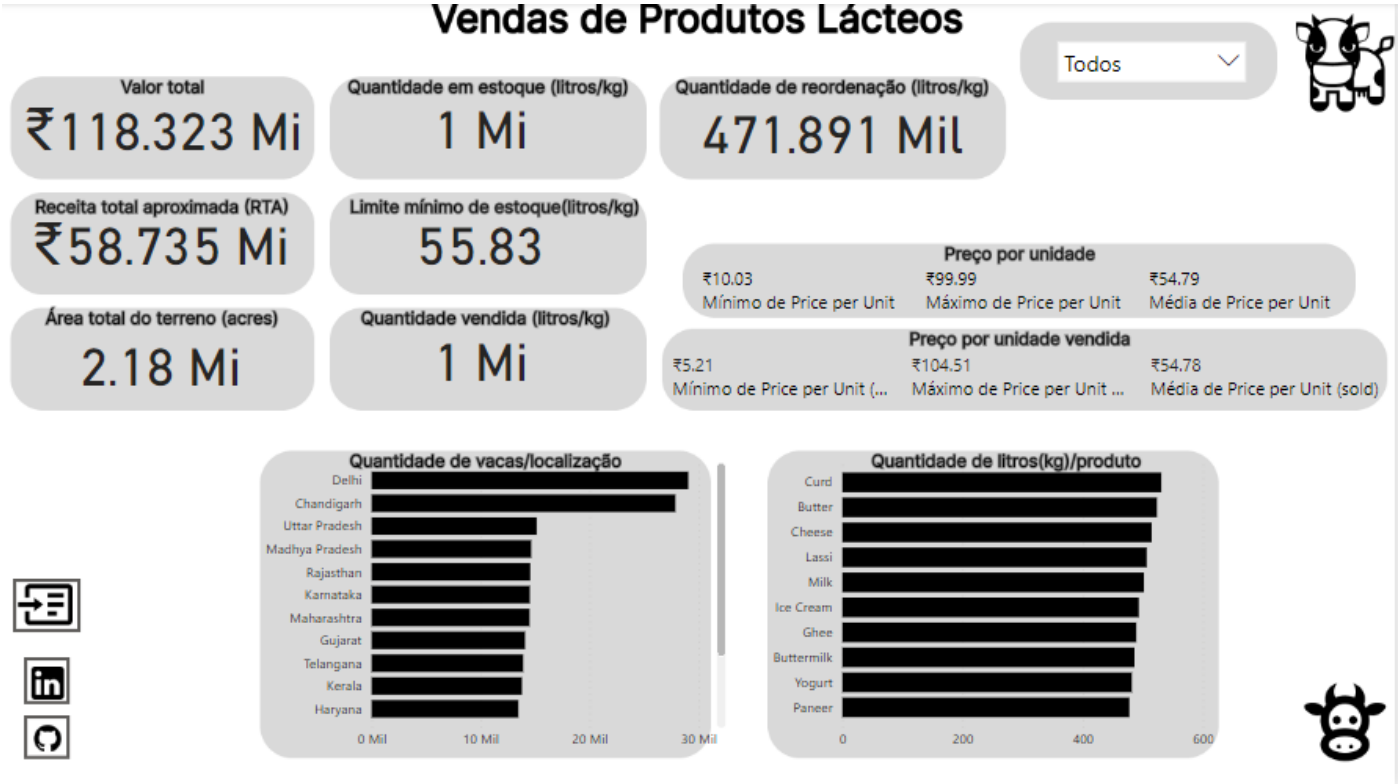 Vendas de Produtos Lácteos
Todos
Valor total
₹118.323 Mi
Quantidade em estoque (litros/kg)
1 Mi
Quantidade de reordenação (litros/kg)
471.891 Mil
Receita total aproximada (RTA)
₹58.735 Mi
Limite mínimo de estoque(litros/kg)
55.83
Área total do terreno (acres)
2.18 Mi
Quantidade vendida (litros/kg)
1 Mi
Preço por unidade
₹10.03 ₹99.99 ₹54.79
Mínimo de Price per Unit Máximo de Price per Unit Média de Price per Unit
Preço por unidade vendida
₹5.21 ₹104.51 ₹54.78
Mínimo de Price per Unit (... Máximo de Price per Unit ... Média de Price per Unit (sold)
Quantidade de vacas/localização
Delhi
Chandigarh
Uttar Pradesh
Madhya Pradesh
Rajasthan
Karnataka
Maharashtra
Gujarat
Telangana
Kerala
Haryana
0 Mil 10 Mil 20 Mil 30 Mil
Quantidade de litros(kg)/produto
Curd
Butter
Cheese
Lassi
Milk
Ice Cream
Ghee
Buttermilk
Yogurt
Paneer
0 200 400 600
in